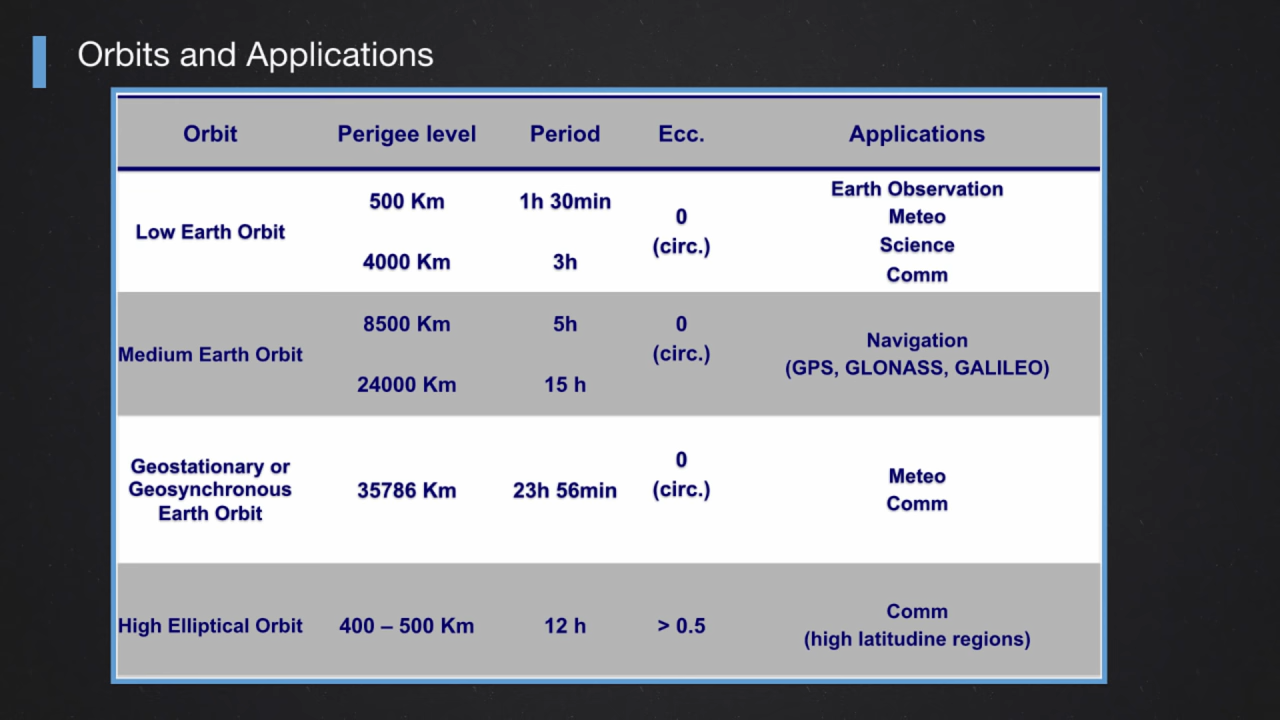 Orbits and Applications
Orbit Perigee level Period Ecc. Applications
Low Earth Orbit
500 Km 1h 30min
4000 Km 3h
0
(circ.)
Earth Observation
Meteo
Science
Comm
Medium Earth Orbit
8500 Km 5h
24000 Km 15 h
0
(circ.)
Navigation
(GPS, GLONASS, GALILEO)
Geostationary or
Geosynchronous
Earth Orbit
35786 Km 23h 56min
0
(circ.)
Meteo
Comm
High Elliptical Orbit 400 – 500 Km 12 h > 0.5
Comm
(high latitudine regions)